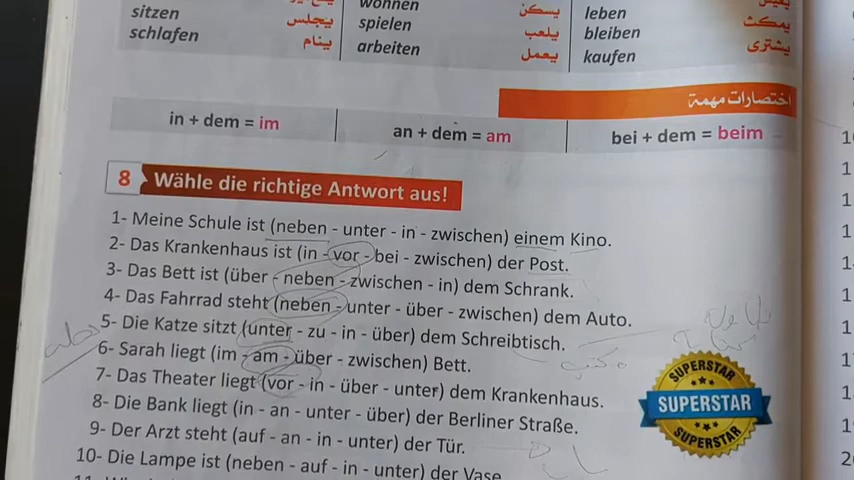 sitzen يجلس wohnen يسكن leben يعيش
schlafen ينام spielen يلعب bleiben يمكث
arbeiten يعمل kaufen يشترى
اختصارات مهمة
in + dem = im an + dem = am bei + dem = beim
8 Wähle die richtige Antwort aus!
1- Meine Schule ist (neben - unter - in - zwischen) einem Kino.
2- Das Krankenhaus ist (in - vor - bei - zwischen) der Post.
3- Das Bett ist (über - neben - zwischen - in) dem Schrank.
4- Das Fahrrad steht (neben - unter - über - zwischen) dem Auto.
5- Die Katze sitzt (unter - zu - in - über) dem Schreibtisch.
6- Sarah liegt (im - am - über - zwischen) Bett.
7- Das Theater liegt (vor - in - über - unter) dem Krankenhaus.
8- Die Bank liegt (in - an - unter - über) der Berliner Straße.
9- Der Arzt steht (auf - an - in - unter) der Tür.
10- Die Lampe ist (neben - auf - in - unter) der Vase
SUPERSTAR
SUPERSTAR
SUPERSTAR